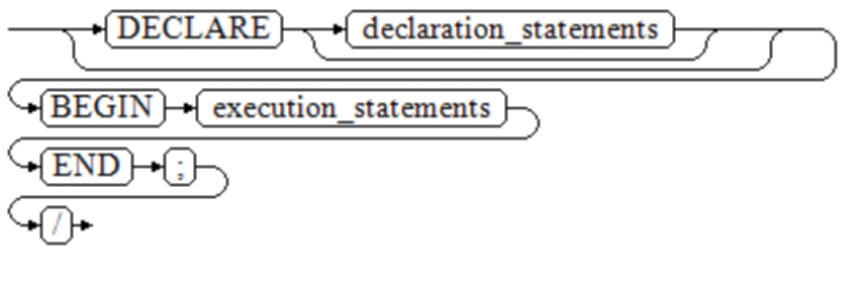 DECLARE declaration_statements
BEGIN execution_statements
END ;
/